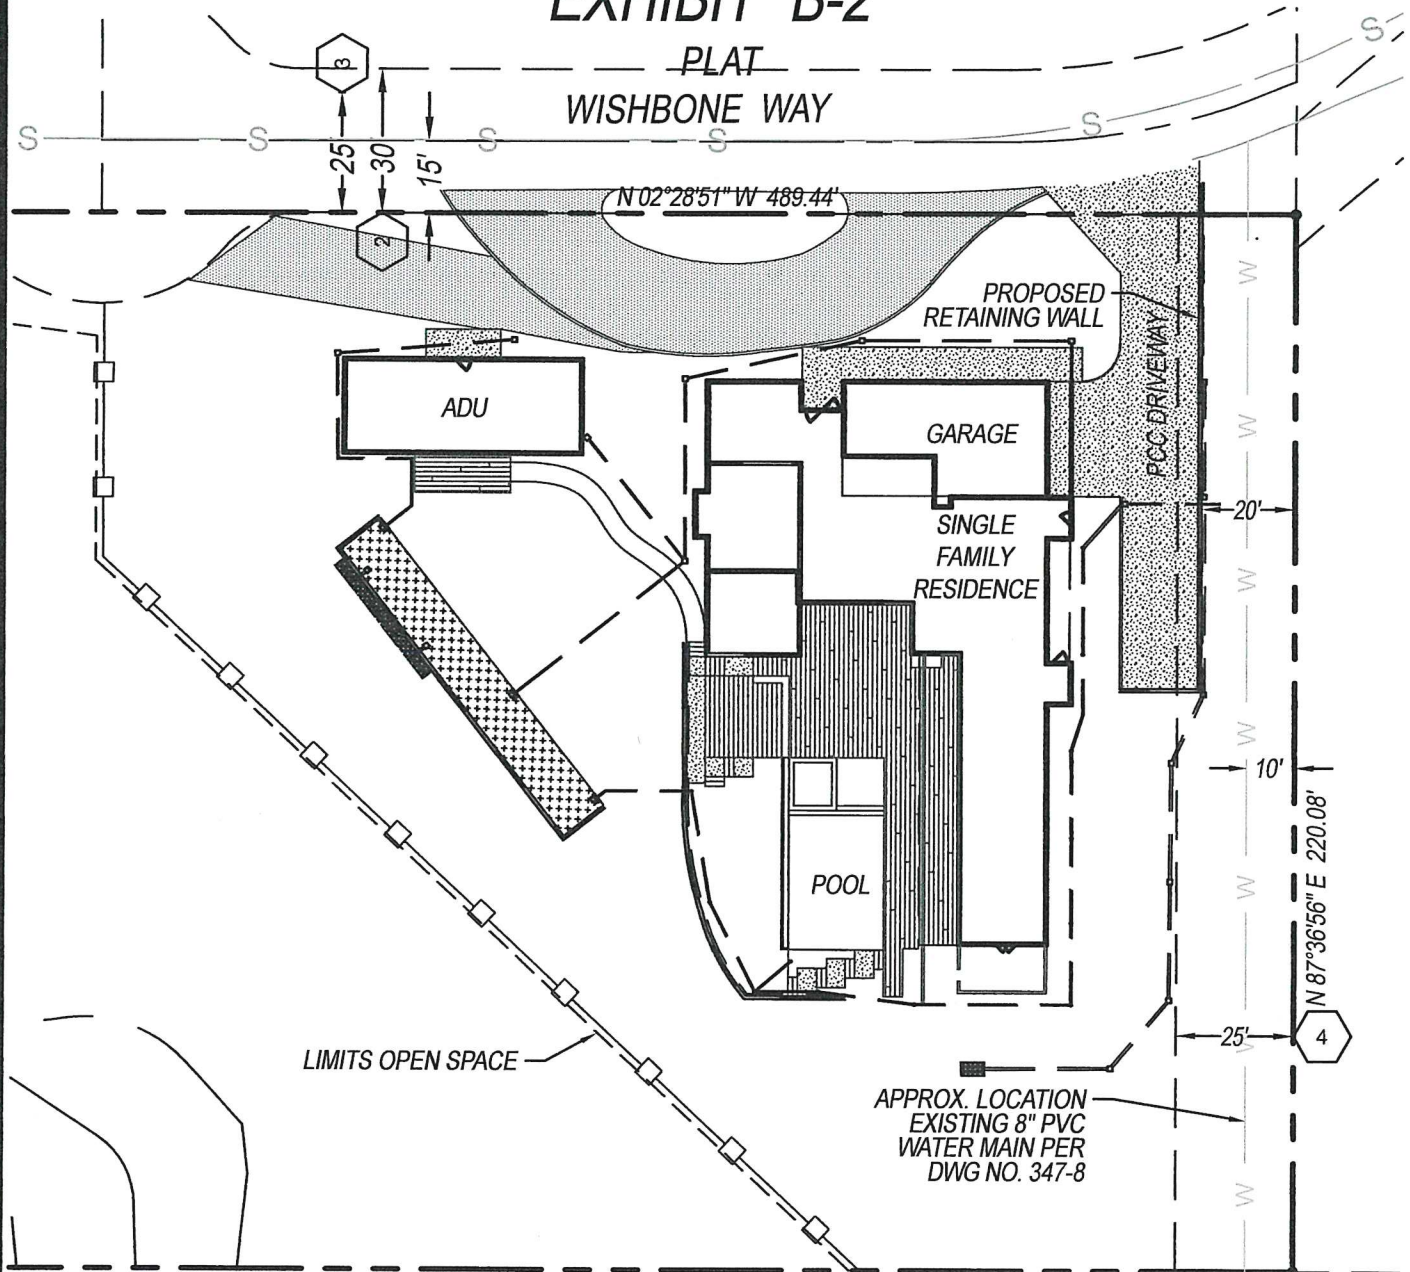 EXHIBIT "B-2"
PLAT
WISHBONE WAY
3
S
S
S
S
S
S
25'
30'
15'
N 02°28'51" W 489.44'
2
W
PROPOSED
RETAINING WALL
PCC DRIVEWAY
ADU
GARAGE
W
20'
SINGLE
FAMILY
RESIDENCE
W
W
10'
N 87°36'56" E 220.08'
POOL
W
LIMITS OPEN SPACE
25'
W
4
APPROX. LOCATION
EXISTING 8" PVC
WATER MAIN PER
DWG NO. 347-8
W